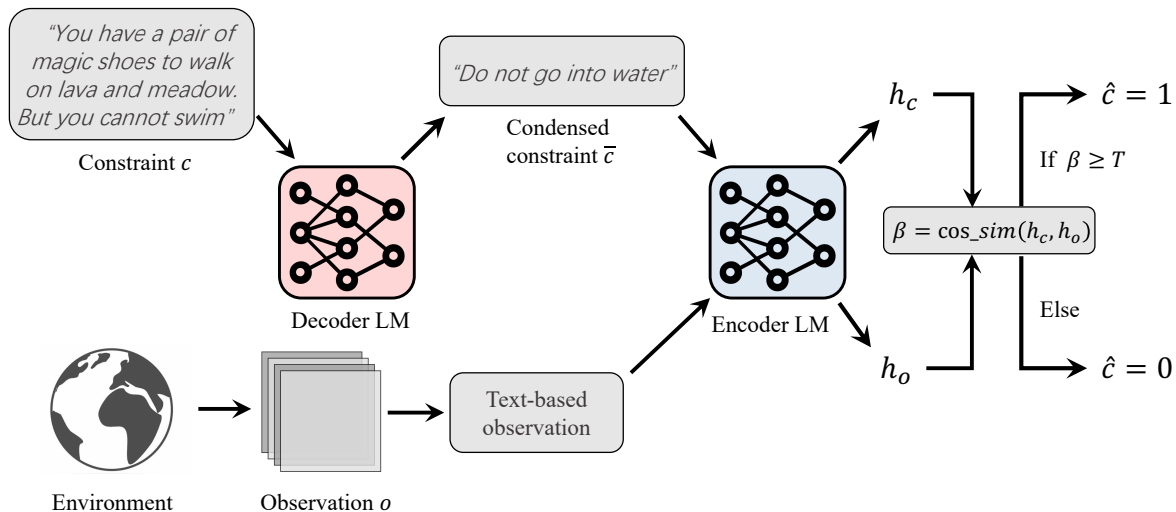 “You have a pair of
magic shoes to walk
on lava and meadow.
But you cannot swim”
Constraint c
Decoder LM
“Do not go into water”
Condensed
constraint c̅
Encoder LM
Environment
Observation o
Text-based
observation
h_c
h_o
β = cos_sim(h_c, h_o)
ĉ = 1
If β ≥ T
Else
ĉ = 0